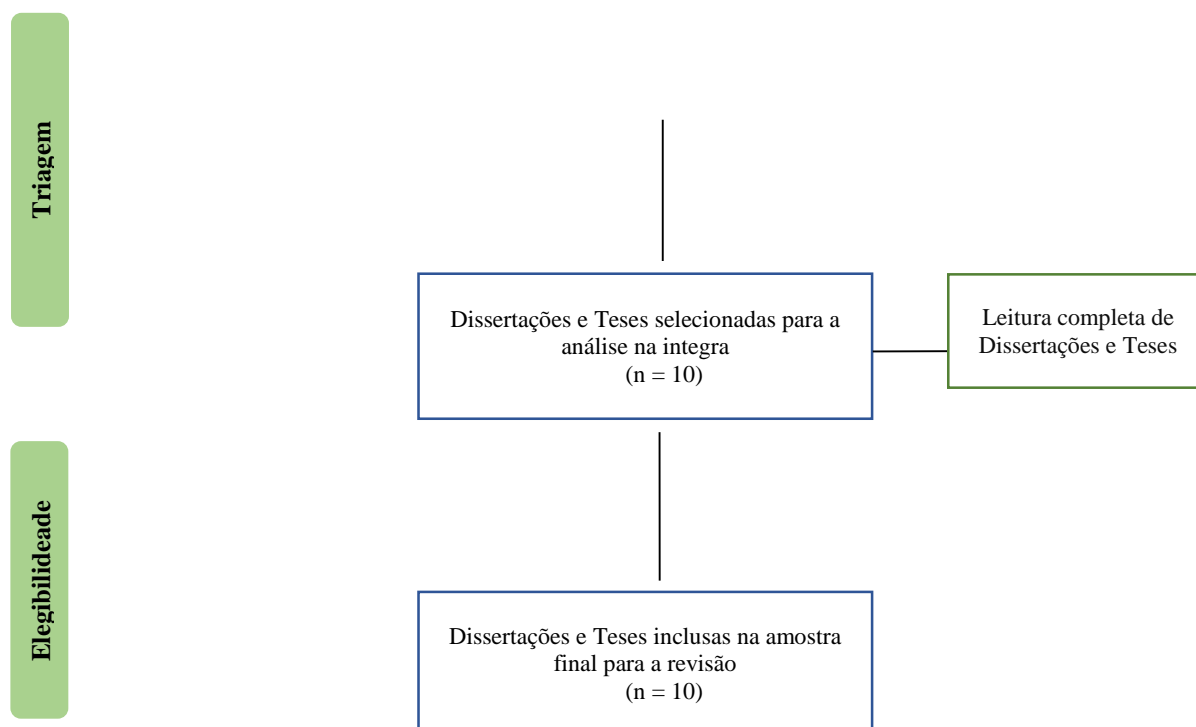 Triagem
Dissertações e Teses selecionadas para a
análise na integra
(n = 10)
Leitura completa de
Dissertações e Teses
Elegibilideade
Dissertações e Teses inclusas na amostra
final para a revisão
(n = 10)